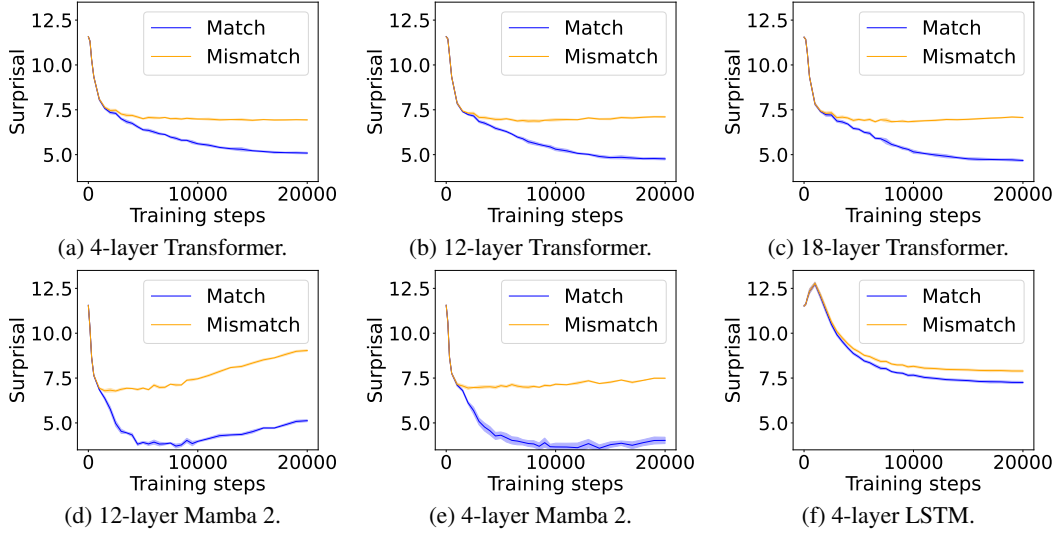 12.5
10.0
7.5
5.0
Surprisal
Match
Mismatch
0
10000
20000
Training steps
(a) 4-layer Transformer.
12.5
10.0
7.5
5.0
Surprisal
Match
Mismatch
0
10000
20000
Training steps
(b) 12-layer Transformer.
12.5
10.0
7.5
5.0
Surprisal
Match
Mismatch
0
10000
20000
Training steps
(c) 18-layer Transformer.
12.5
10.0
7.5
5.0
Surprisal
Match
Mismatch
0
10000
20000
Training steps
(d) 12-layer Mamba 2.
12.5
10.0
7.5
5.0
Surprisal
Match
Mismatch
0
10000
20000
Training steps
(e) 4-layer Mamba 2.
12.5
10.0
7.5
5.0
Surprisal
Match
Mismatch
0
10000
20000
Training steps
(f) 4-layer LSTM.